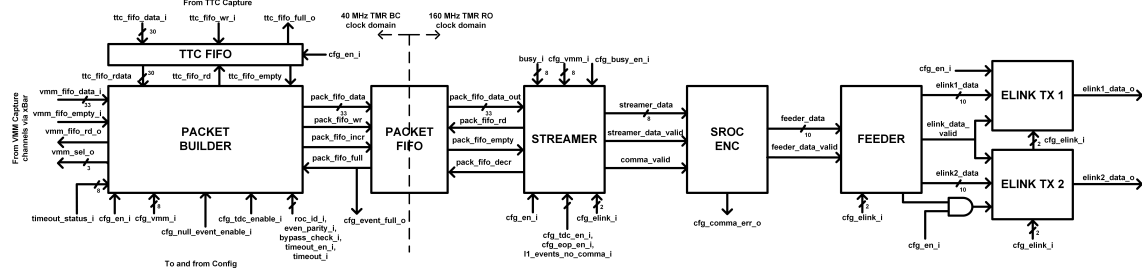 From TTC Capture
ttc_fifo_data_i
ttc_fifo_wr_i
ttc_fifo_full_o
30
TTC FIFO
cfg_en_i
ttc_fifo_rdata
30
ttc_fifo_rd
ttc_fifo_empty
40 MHz TMR BC
clock domain
160 MHz TMR RO
clock domain
From VMM Capture
channels via xBar
vmm_fifo_data_i
33
vmm_fifo_empty_i
vmm_fifo_rd_o
vmm_sel_o
3
8
timeout_status_i
PACKET
BUILDER
cfg_en_i
8
cfg_vmm_i
cfg_null_event_enable_i
cfg_tdc_enable_i
roc_id_i,
even_parity_i,
bypass_check_i,
timeout_en_i,
timeout_i
To and from Config
pack_fifo_data
33
pack_fifo_wr
pack_fifo_incr
pack_fifo_full
cfg_event_full_o
PACKET
FIFO
pack_fifo_data_out
33
pack_fifo_rd
pack_fifo_empty
pack_fifo_decr
busy_i
8
cfg_vmm_i
8
cfg_busy_en_i
STREAMER
cfg_en_i
cfg_tdc_en_i,
cfg_eop_en_i,
l1_events_no_comma_i
2
cfg_elink_i
streamer_data
8
streamer_data_valid
comma_valid
SROC
ENC
cfg_comma_err_o
feeder_data
10
feeder_data_valid
FEEDER
2
cfg_elink_i
cfg_en_i
elink1_data
10
elink_data_
valid
elink2_data
10
cfg_en_i
ELINK TX 1
elink1_data_o
2
cfg_elink_i
ELINK TX 2
elink2_data_o
2
cfg_elink_i